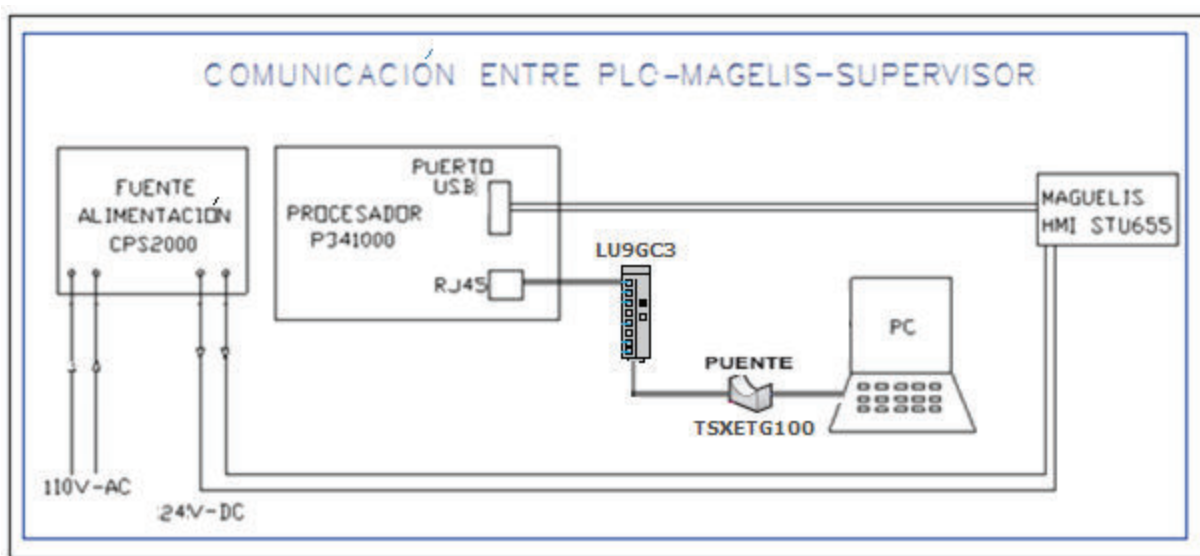 COMUNICACIÓN ENTRE PLC-MAGELIS-SUPERVISOR
FUENTE
ALIMENTACIÓN
CPS2000
PROCESADOR
P341000
PUERTO
USB
RJ45
LU9GC3
MAGUELIS
HMI STU655
PC
PUENTE
TSXETG100
110V-AC
24V-DC